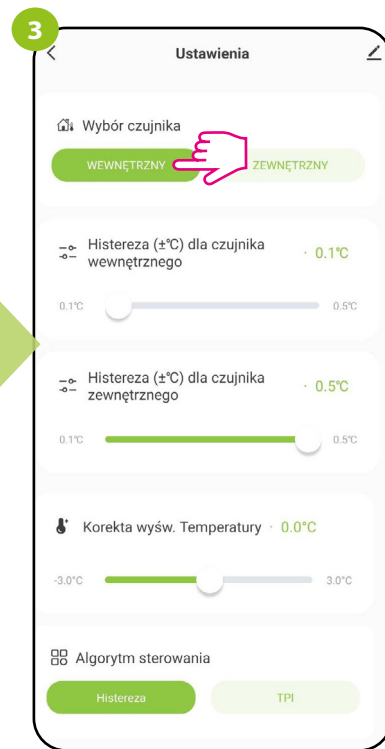 3
Ustawienia
Wybór czujnika
WEWNĘTRZNY ZEWNĘTRZNY
Histereza (±°C) dla czujnika
wewnętrznego
· 0.1°C
0.1°C 0.5°C
Histereza (±°C) dla czujnika
zewnętrznego
· 0.5°C
0.1°C 0.5°C
Korekta wyśw. Temperatury · 0.0°C
-3.0°C 3.0°C
Algorytm sterowania
Histereza TPI